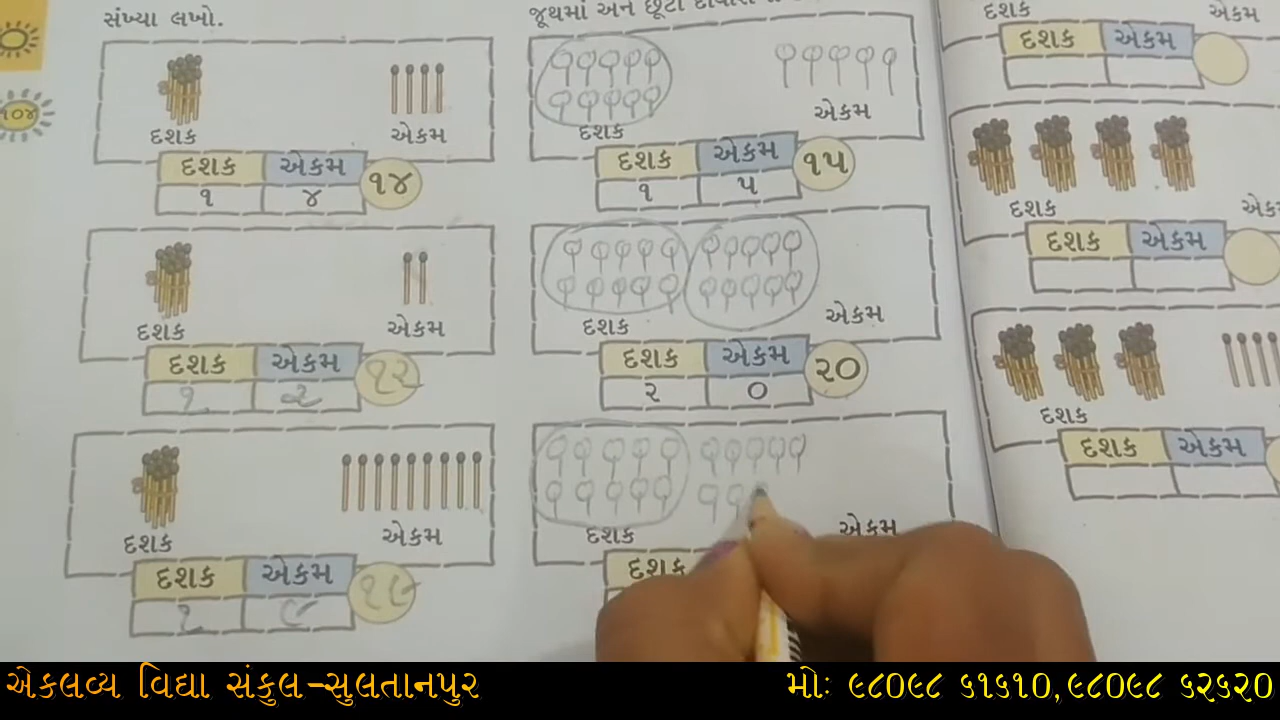 સંખ્યા લખો.
૧૦૪
દશક એકમ
દશક એકમ ૧૪
૧ ૪
દશક એકમ
દશક એકમ ૧૨
૧ ૨
દશક એકમ
દશક એકમ ૧૯
૧ ૯
જૂથમાં અને છૂટા
દશક એકમ
દશક એકમ ૧૫
૧ ૫
દશક એકમ
દશક એકમ ૨૦
૨ ૦
દશક એકમ
દશક
દશક એકમ
દશક એકમ
દશક
દશક એકમ
દશક
દશક એકમ
એકલવ્ય વિદ્યા સંકુલ-સુલતાનપુર
મોઃ ૯૮૦૯૮ ૬૧૬૧૦,૯૮૦૯૮ ૬૨૬૨૦